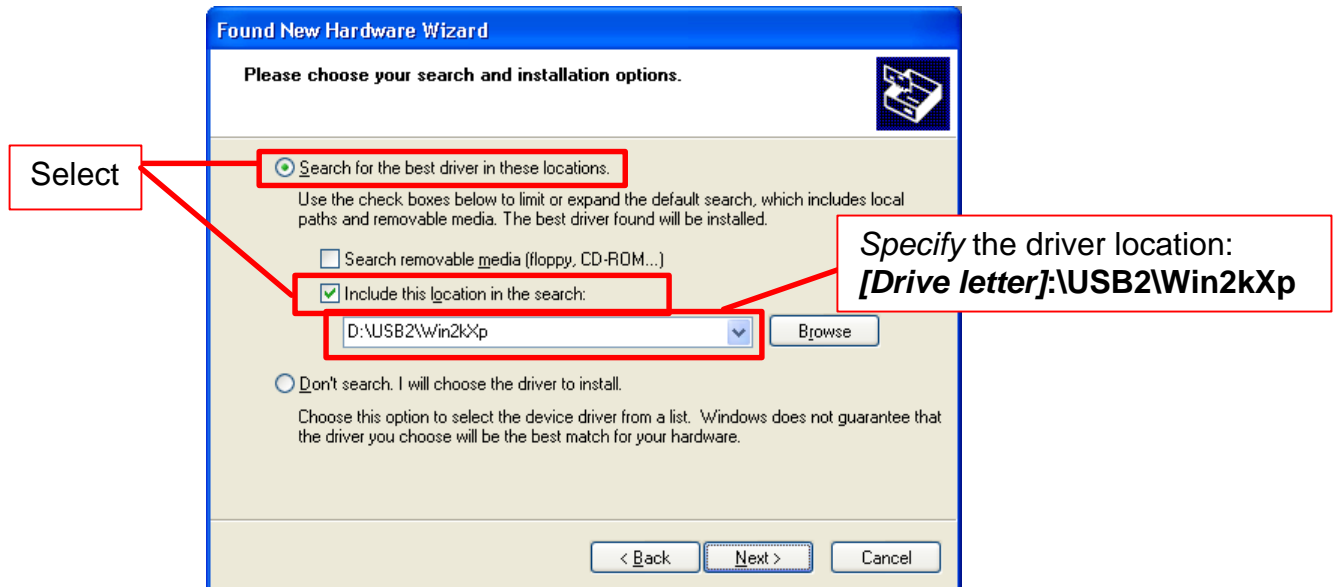 Found New Hardware Wizard
Please choose your search and installation options.
Select
Search for the best driver in these locations.
Use the check boxes below to limit or expand the default search, which includes local
paths and removable media. The best driver found will be installed.
Search removable media (floppy, CD-ROM...)
Include this location in the search:
D:\USB2\Win2kXp
Browse
Specify the driver location:
[Drive letter]:\USB2\Win2kXp
Don't search. I will choose the driver to install.
Choose this option to select the device driver from a list. Windows does not guarantee that
the driver you choose will be the best match for your hardware.
< Back
Next >
Cancel